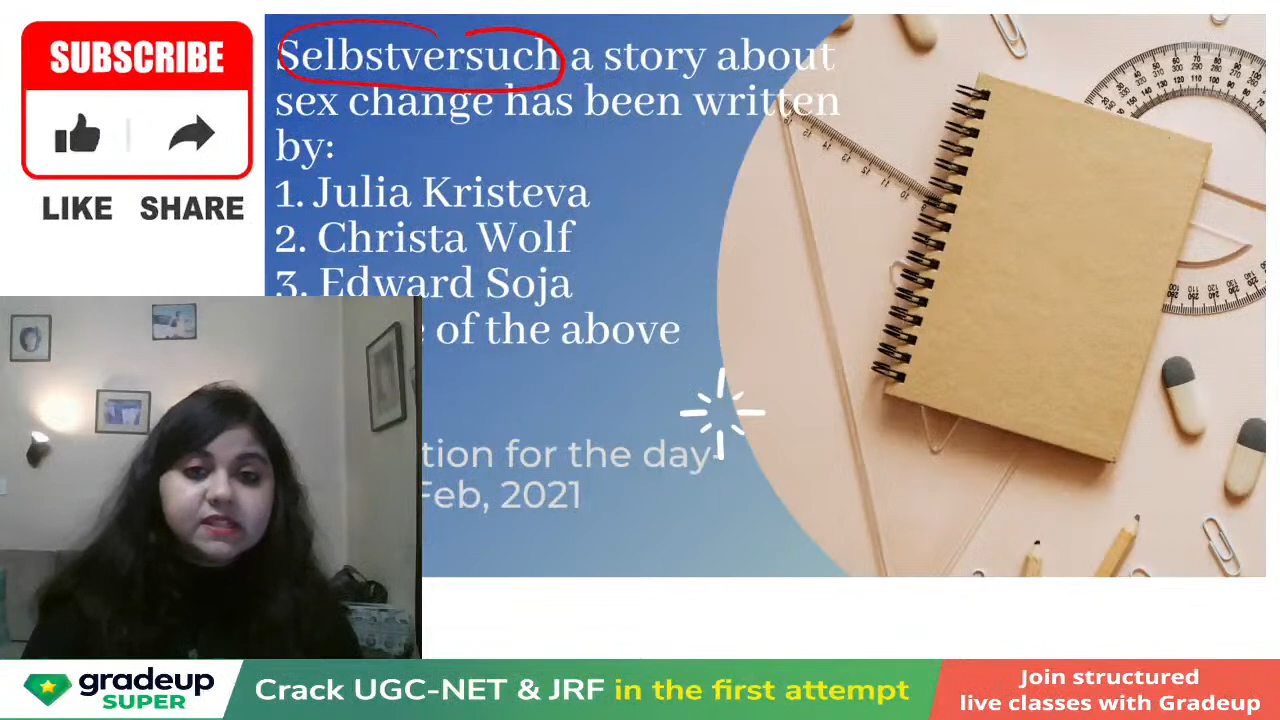 SUBSCRIBE
LIKE SHARE
Selbstversuch a story about
sex change has been written
by:
1. Julia Kristeva
2. Christa Wolf
3. Edward Soja
of the above
for the day-
Feb, 2021
gradeup
SUPER
Crack UGC-NET & JRF in the first attempt
Join structured
live classes with Gradeup